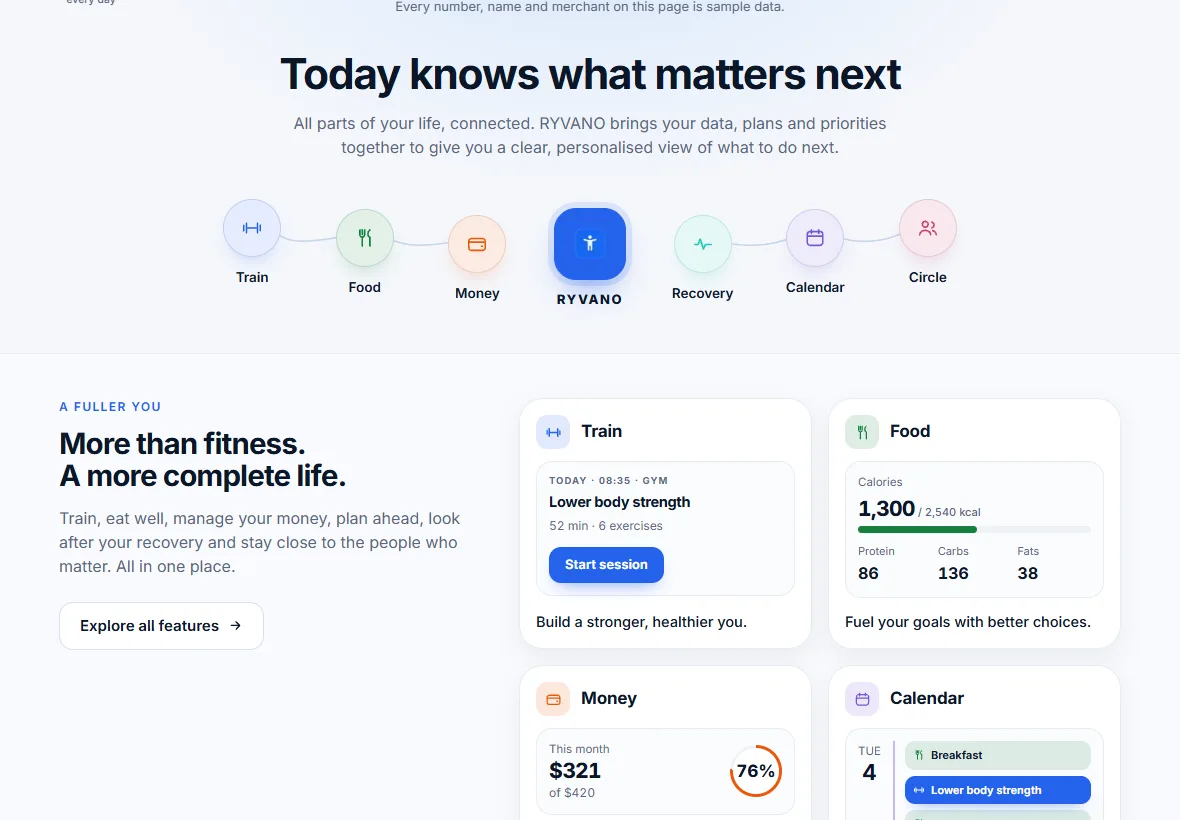 every day
Every number, name and merchant on this page is sample data.
Today knows what matters next
All parts of your life, connected. RYVANO brings your data, plans and priorities
together to give you a clear, personalised view of what to do next.
Train
Food
Money
RYVANO
Recovery
Calendar
Circle
A FULLER YOU
More than fitness.
A more complete life.
Train, eat well, manage your money, plan ahead, look
after your recovery and stay close to the people who
matter. All in one place.
Explore all features →
Train
TODAY · 08:35 · GYM
Lower body strength
52 min · 6 exercises
Start session
Build a stronger, healthier you.
Food
Calories
1,300 / 2,540 kcal
Protein Carbs Fats
86 136 38
Fuel your goals with better choices.
Money
This month
$321
of $420
76%
Calendar
TUE
4
Breakfast
Lower body strength